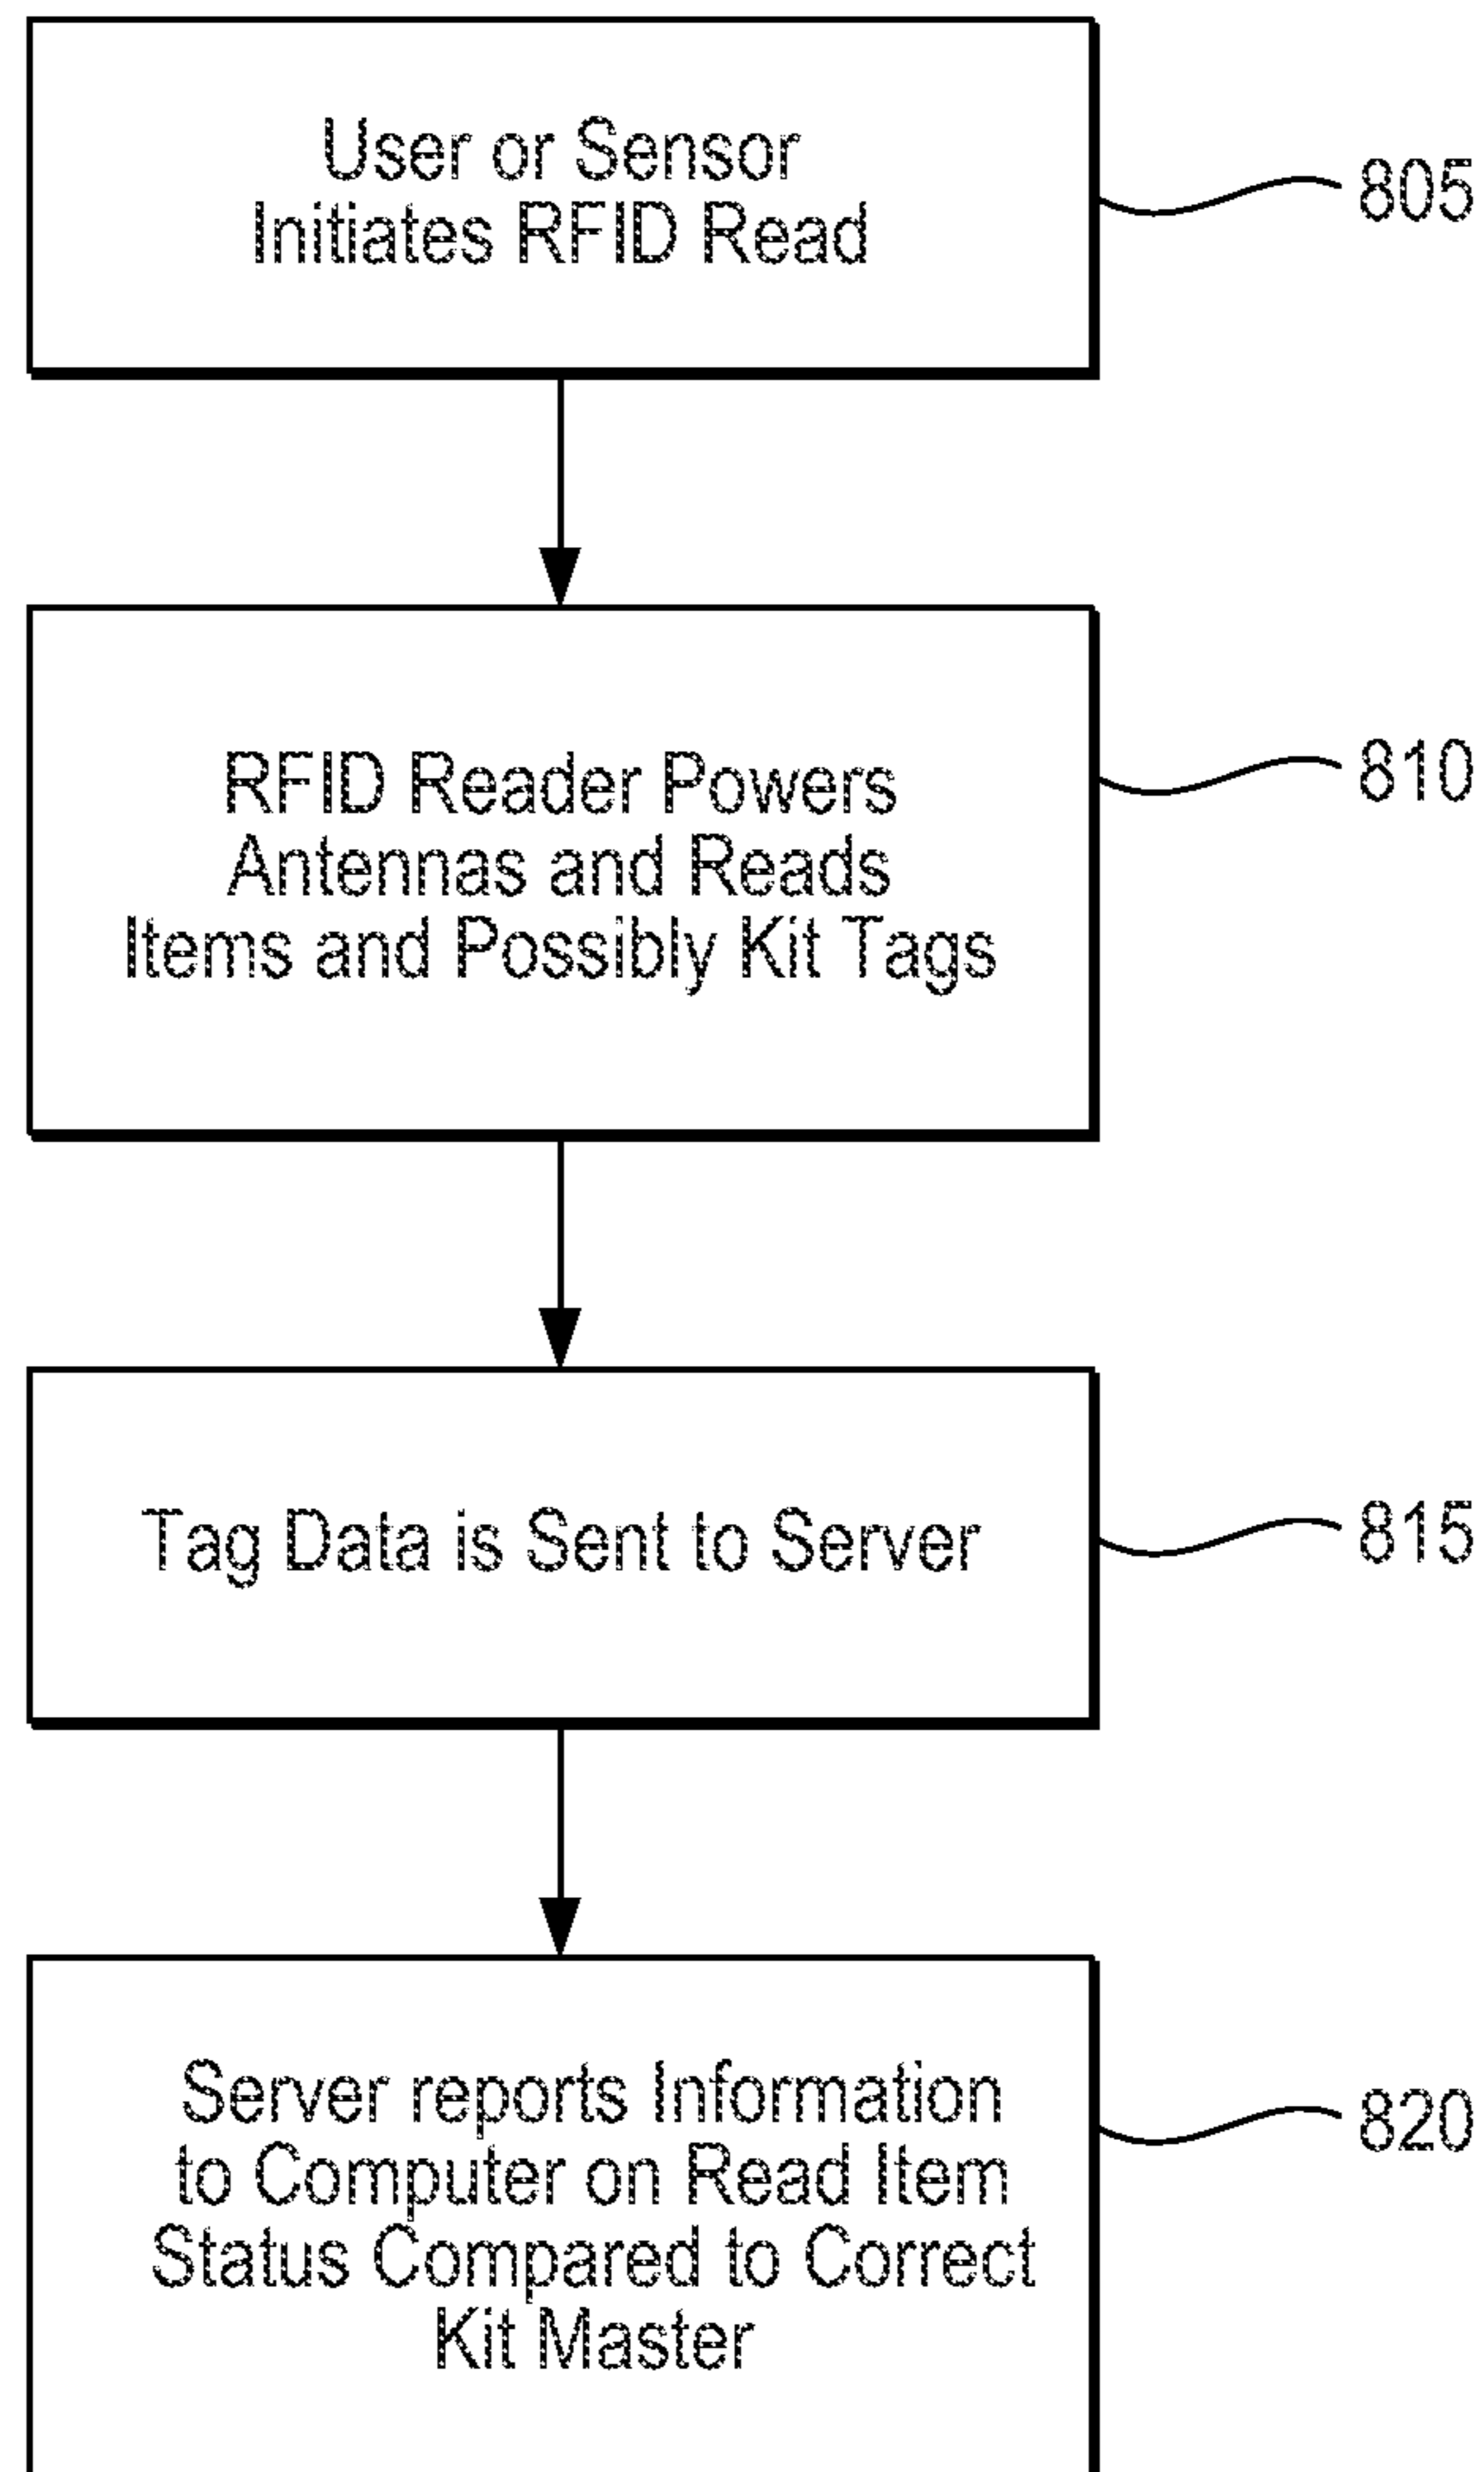 User or Sensor
Initiates RFID Read
805
RFID Reader Powers
Antennas and Reads
Items and Possibly Kit Tags
810
Tag Data is Sent to Server
815
Server reports Information
to Computer on Read Item
Status Compared to Correct
Kit Master
820